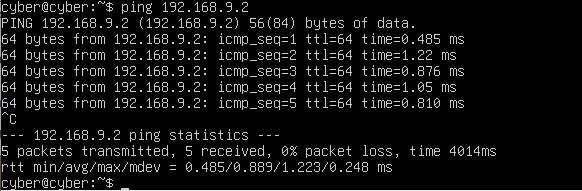 cyber@cyber:~$ ping 192.168.9.2
PING 192.168.9.2 (192.168.9.2) 56(84) bytes of data.
64 bytes from 192.168.9.2: icmp_seq=1 ttl=64 time=0.485 ms
64 bytes from 192.168.9.2: icmp_seq=2 ttl=64 time=1.22 ms
64 bytes from 192.168.9.2: icmp_seq=3 ttl=64 time=0.876 ms
64 bytes from 192.168.9.2: icmp_seq=4 ttl=64 time=1.05 ms
64 bytes from 192.168.9.2: icmp_seq=5 ttl=64 time=0.810 ms
^C
--- 192.168.9.2 ping statistics ---
5 packets transmitted, 5 received, 0% packet loss, time 4014ms
rtt min/avg/max/mdev = 0.485/0.889/1.223/0.248 ms
cyber@cyber:~$ _